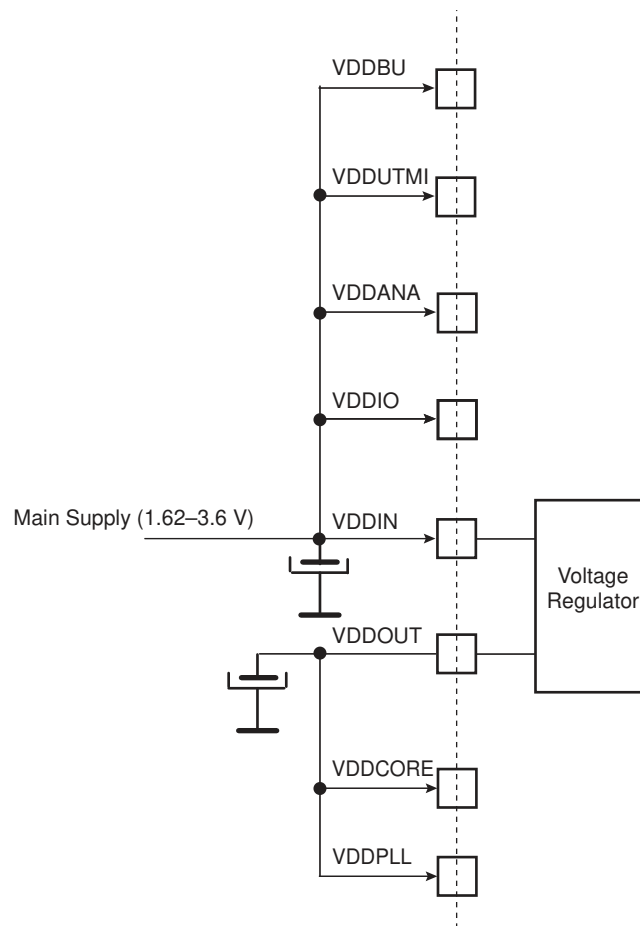 VDDBU
VDDUTMI
VDDANA
VDDIO
Main Supply (1.62–3.6 V)
VDDIN
Voltage
Regulator
VDDOUT
VDDCORE
VDDPLL